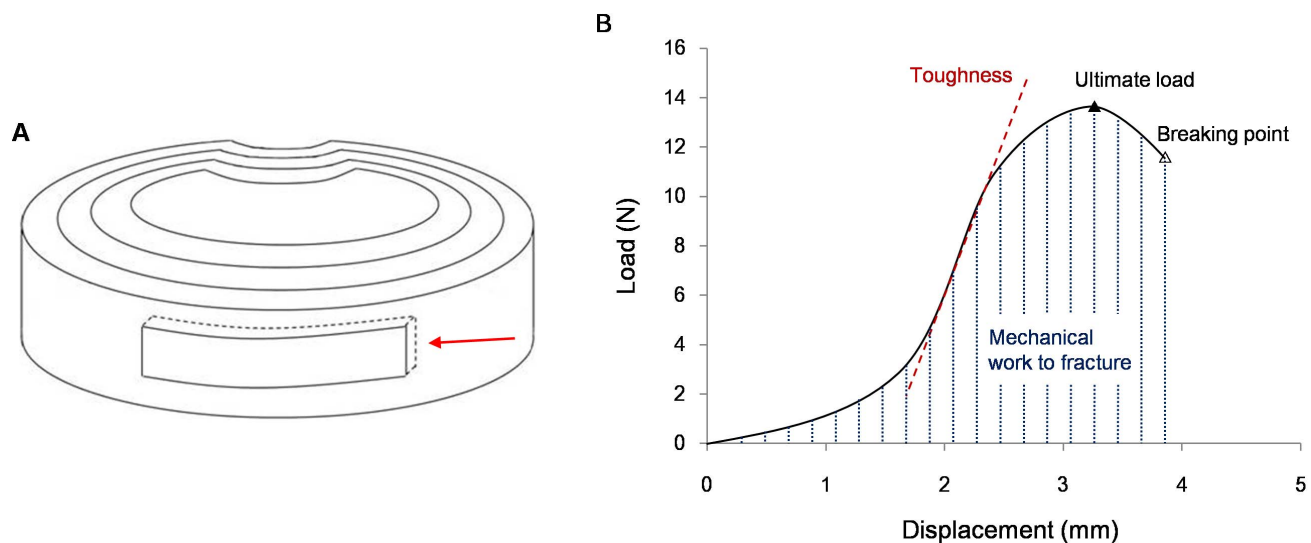 A
B
16
14
12
10
8
6
4
2
0
Load (N)
Toughness
Ultimate load
Breaking point
Mechanical
work to fracture
0 1 2 3 4 5
Displacement (mm)